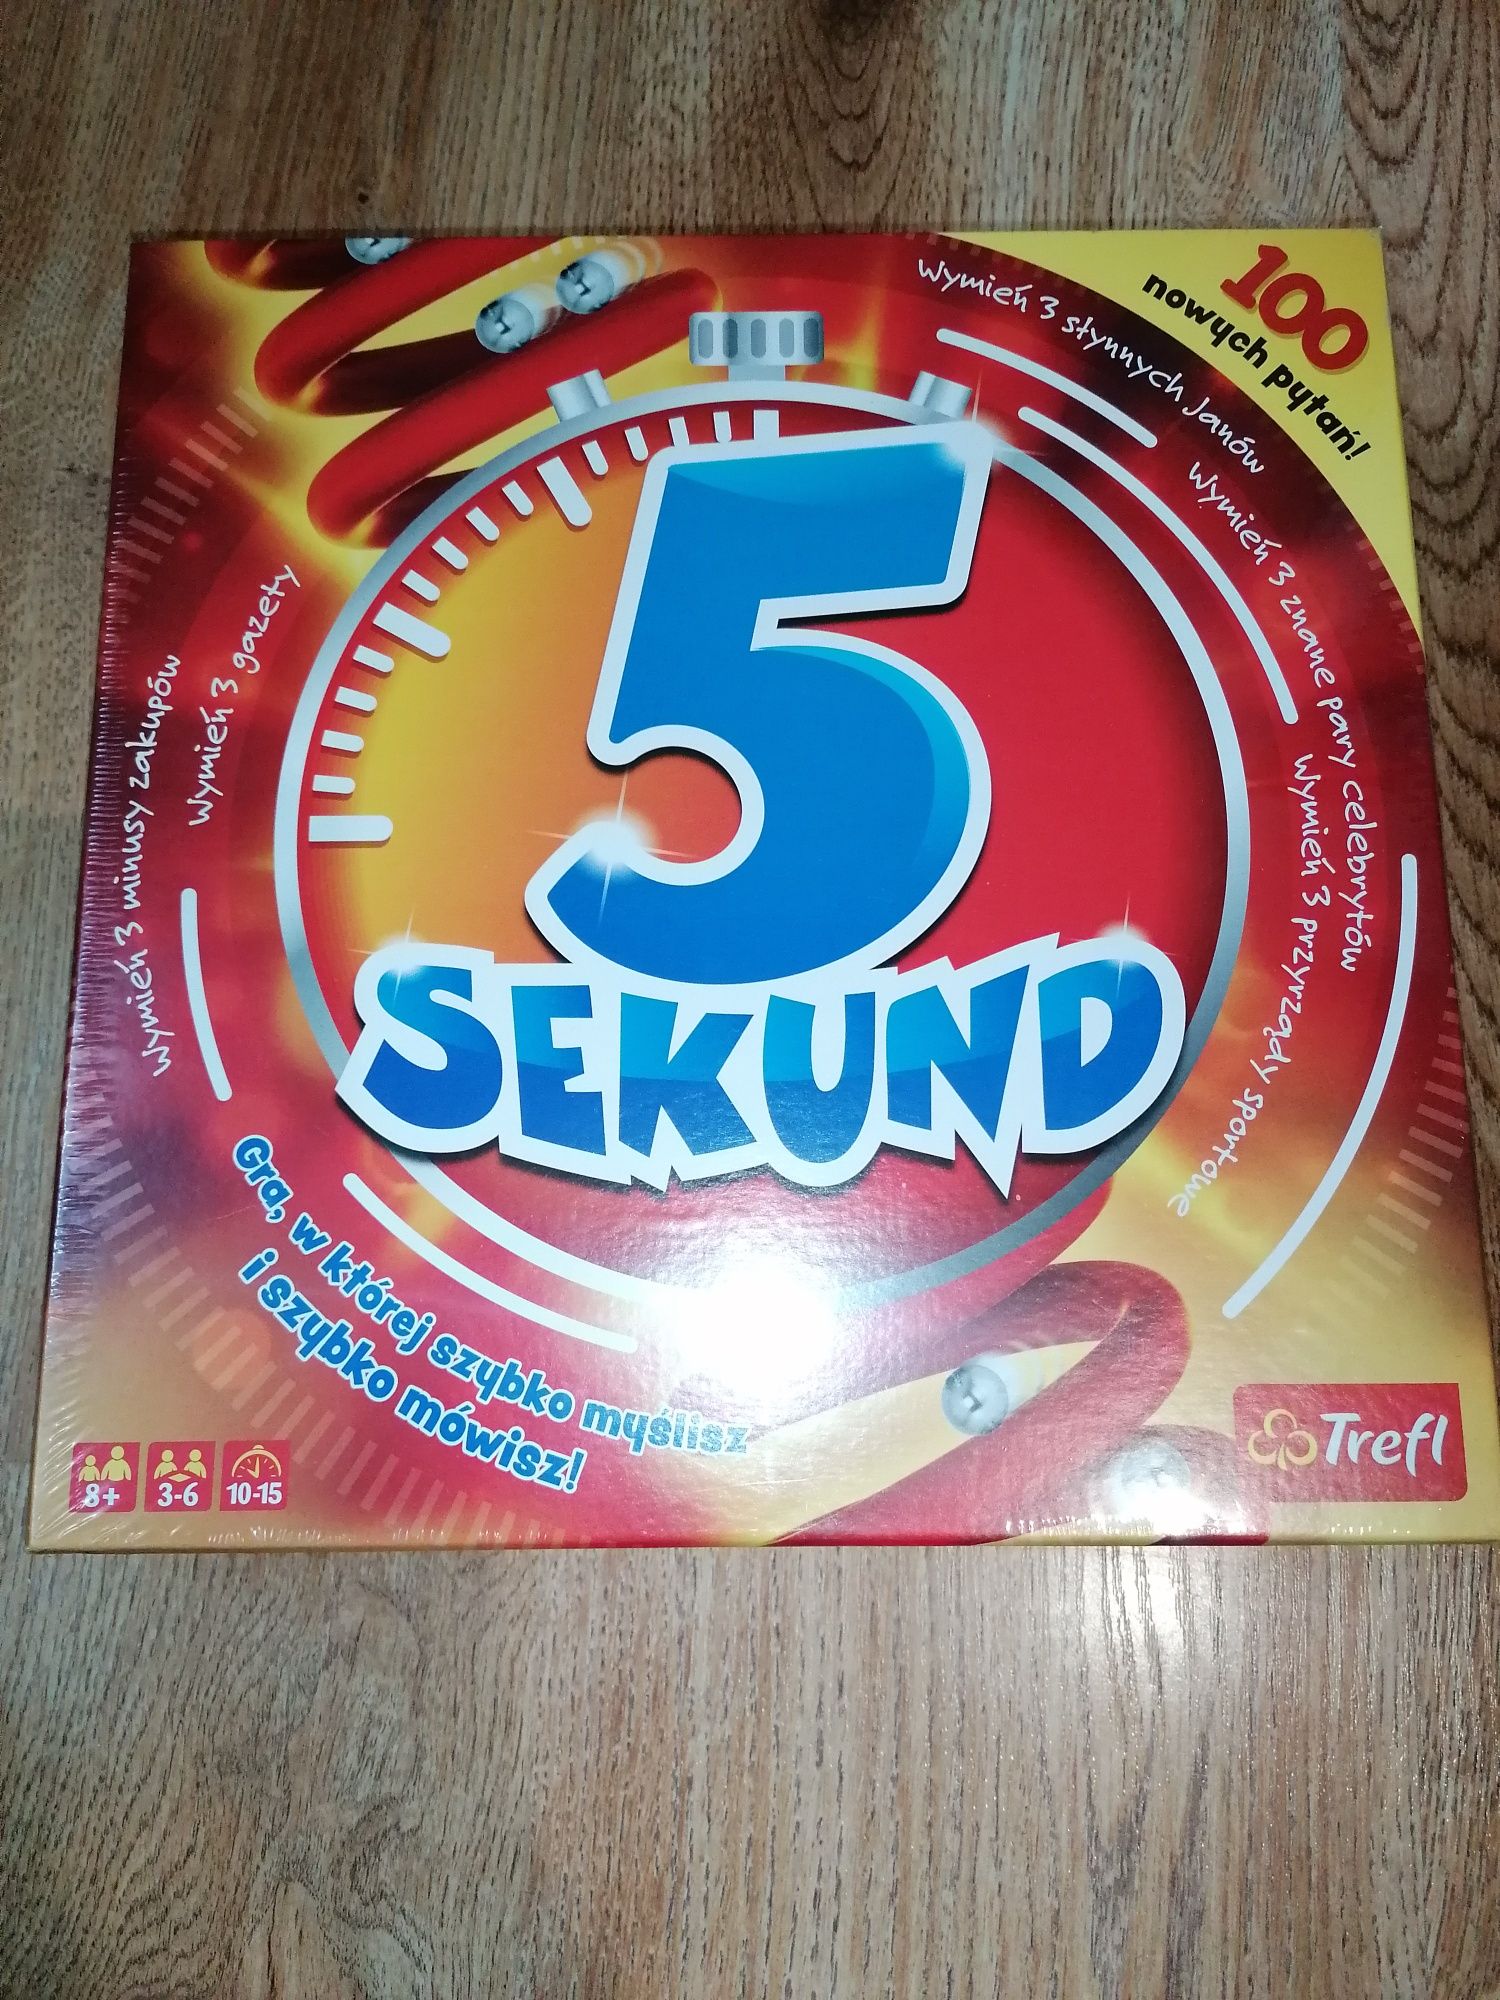 100
nowych pytań!
Wymień 3 słynnych Janów
Wymień 3 znane pary celebrytów
Wymień 3 przyrządy sportowe
Wymień 3 gazety
Wymień 3 minusy zakupów
5
SEKUND
Gra, w której szybko myślisz
i szybko mówisz!
8+
3-6
10-15
Trefl